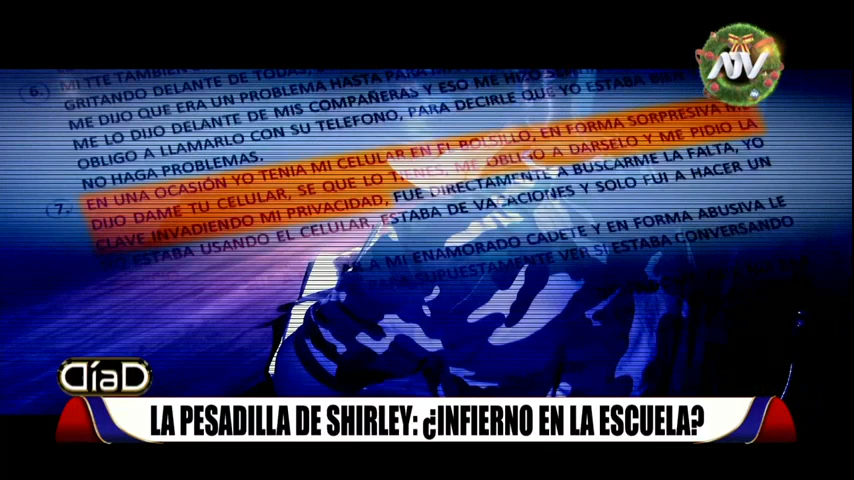 6. MI TTE TAMBIEN
GRITANDO DELANTE DE TODAS,
ME DIJO QUE ERA UN PROBLEMA HASTA PARA
ME LO DIJO DELANTE DE MIS COMPAÑERAS Y ESO ME HIZO
OBLIGO A LLAMARLO CON SU TELEFONO, PARA DECIRLE QUE YO ESTABA BIEN
NO HAGA PROBLEMAS.
7. EN UNA OCASIÓN YO TENIA MI CELULAR EN EL BOLSILLO, EN FORMA SORPRESIVA ME
DIJO DAME TU CELULAR, SE QUE LO TIENES, ME OBLIGO A DARSELO Y ME PIDIO LA
CLAVE INVADIENDO MI PRIVACIDAD, FUE DIRECTAMENTE A BUSCARME LA FALTA, YO
NO ESTABA USANDO EL CELULAR, ESTABA DE VACACIONES Y SOLO FUI A HACER UN
A MI ENAMORADO CADETE Y EN FORMA ABUSIVA LE
PARA SUPUESTAMENTE VER SI ESTABA CONVERSANDO
ATV
DíaD
LA PESADILLA DE SHIRLEY: ¿INFIERNO EN LA ESCUELA?